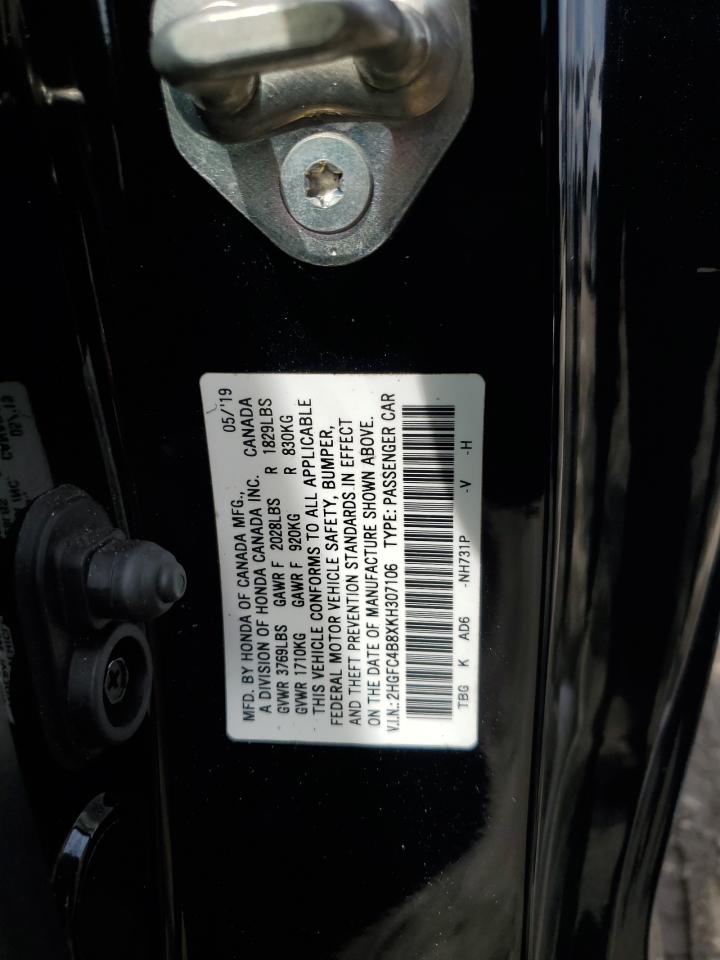 MFD. BY HONDA OF CANADA MFG., 05/'19
A DIVISION OF HONDA CANADA INC. CANADA
GVWR 3769LBS GAWR F 2028LBS R 1829LBS
GVWR 1710KG GAWR F 920KG R 830KG
THIS VEHICLE CONFORMS TO ALL APPLICABLE
FEDERAL MOTOR VEHICLE SAFETY, BUMPER,
AND THEFT PREVENTION STANDARDS IN EFFECT
ON THE DATE OF MANUFACTURE SHOWN ABOVE.
V.I.N.:2HGFC4B8XKH307106 TYPE: PASSENGER CAR
TBG K AD6 -NH731P -V -H